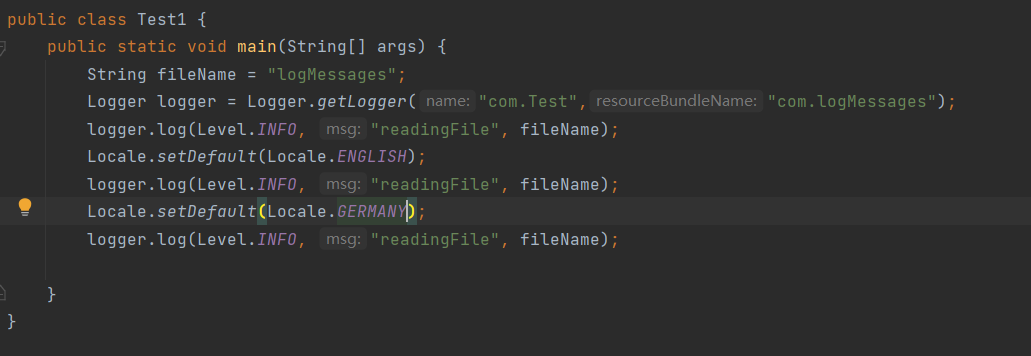 public class Test1 {
public static void main(String[] args) {
String fileName = "logMessages";
Logger logger = Logger.getLogger( name: "com.Test", resourceBundleName: "com.logMessages");
logger.log(Level.INFO, msg: "readingFile", fileName);
Locale.setDefault(Locale.ENGLISH);
logger.log(Level.INFO, msg: "readingFile", fileName);
Locale.setDefault(Locale.GERMANY);
logger.log(Level.INFO, msg: "readingFile", fileName);
}
}